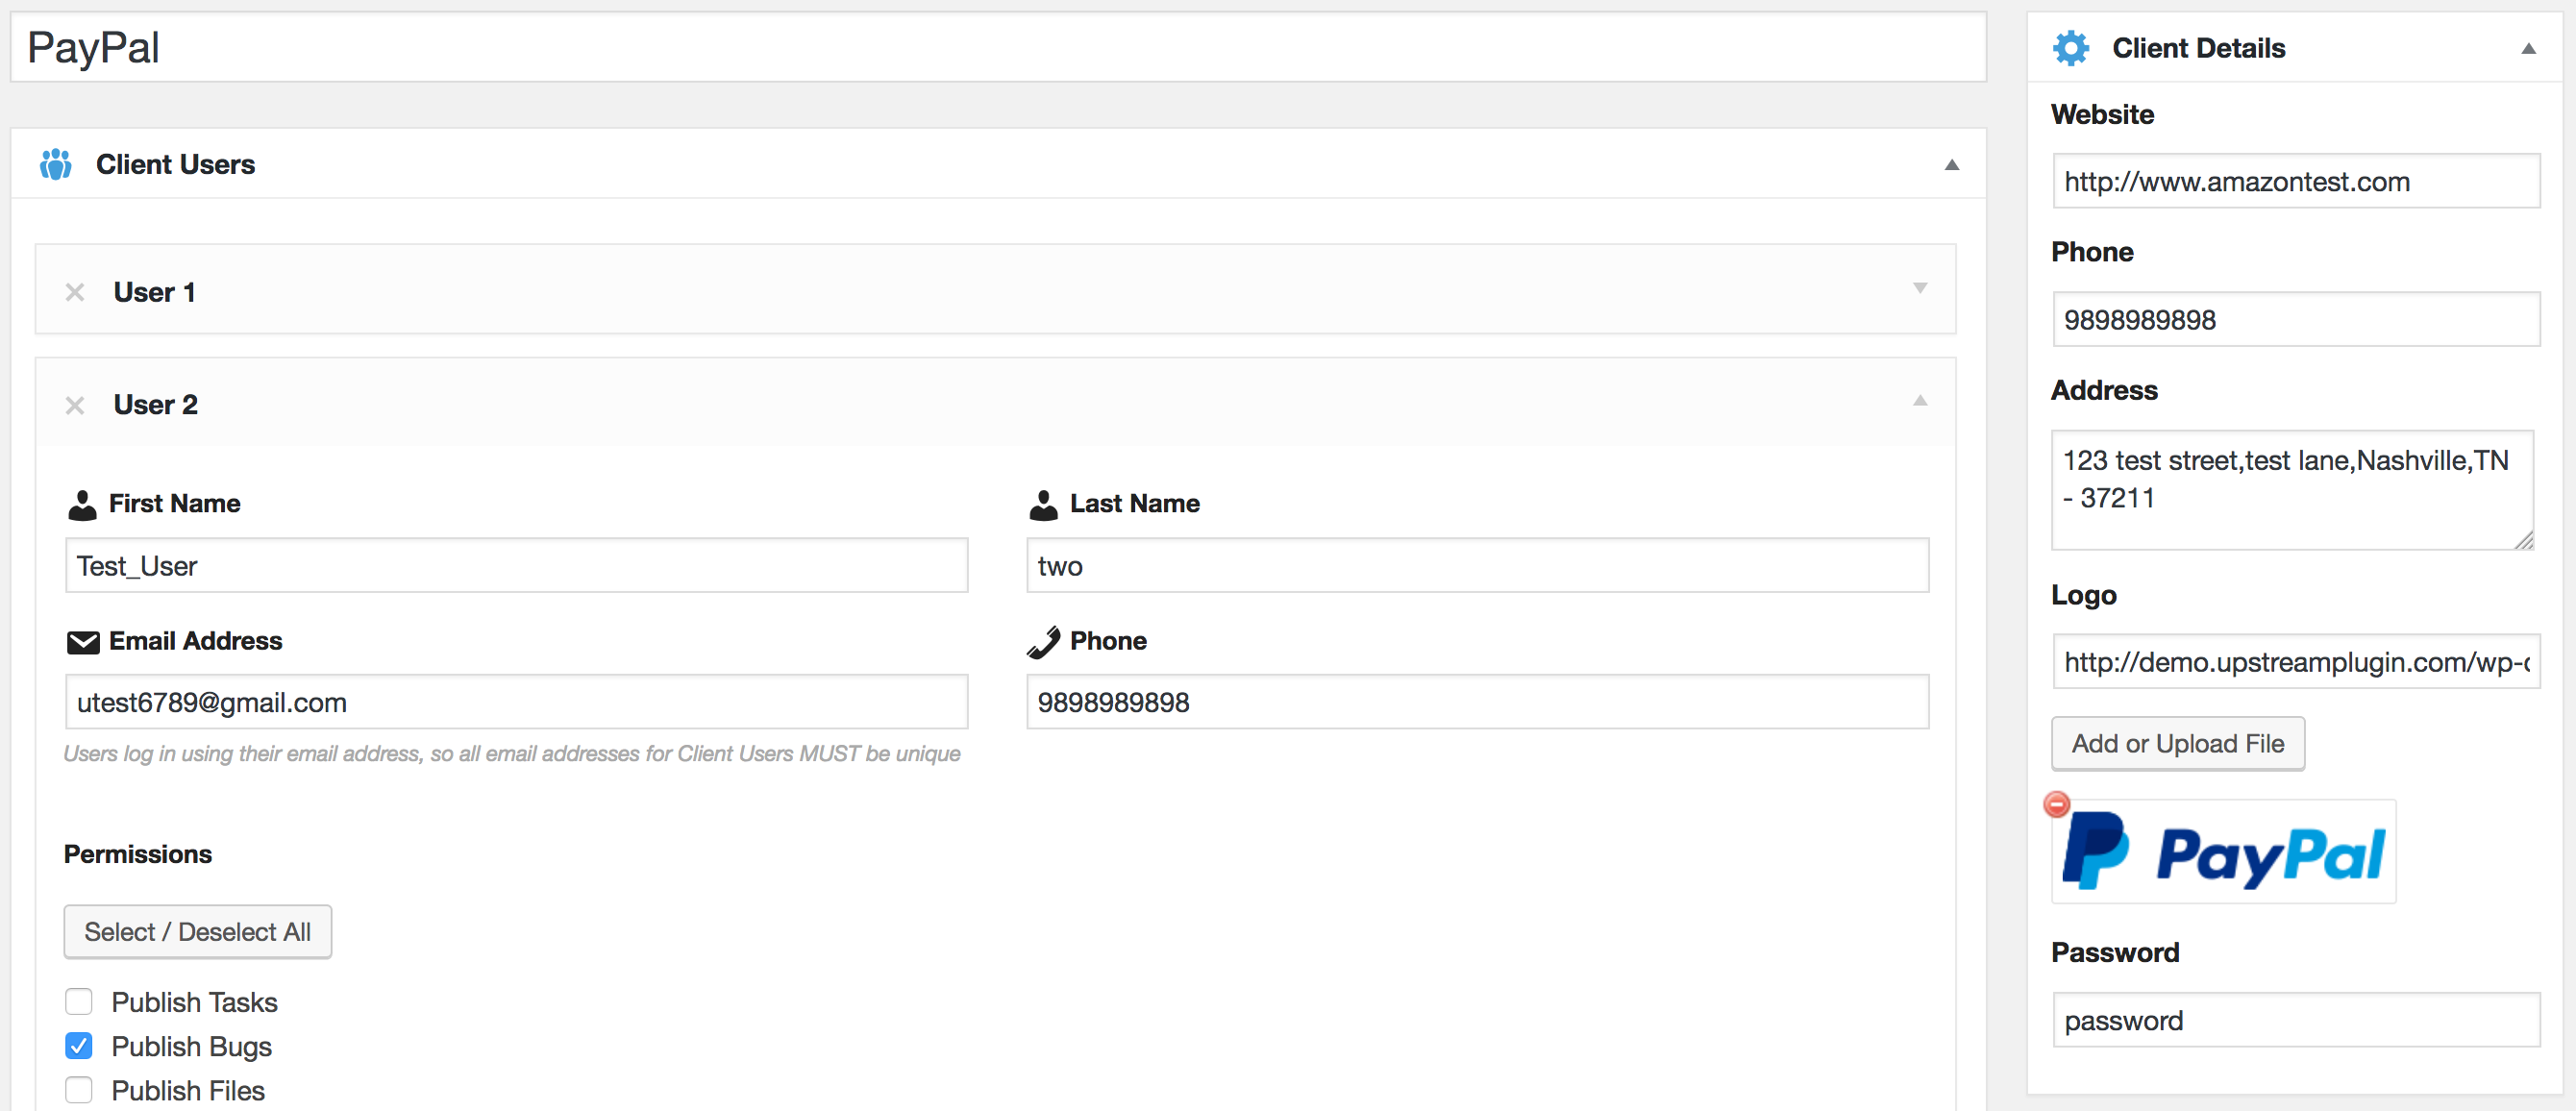 PayPal
Client Users
User 1
User 2
First Name
Last Name
Test_User
two
Email Address
Phone
utest6789@gmail.com
9898989898
Users log in using their email address, so all email addresses for Client Users MUST be unique
Permissions
Select / Deselect All
Publish Tasks
Publish Bugs
Publish Files
Client Details
Website
http://www.amazontest.com
Phone
9898989898
Address
123 test street,test lane,Nashville,TN
- 37211
Logo
http://demo.upstreamplugin.com/wp-c
Add or Upload File
PayPal
Password
password